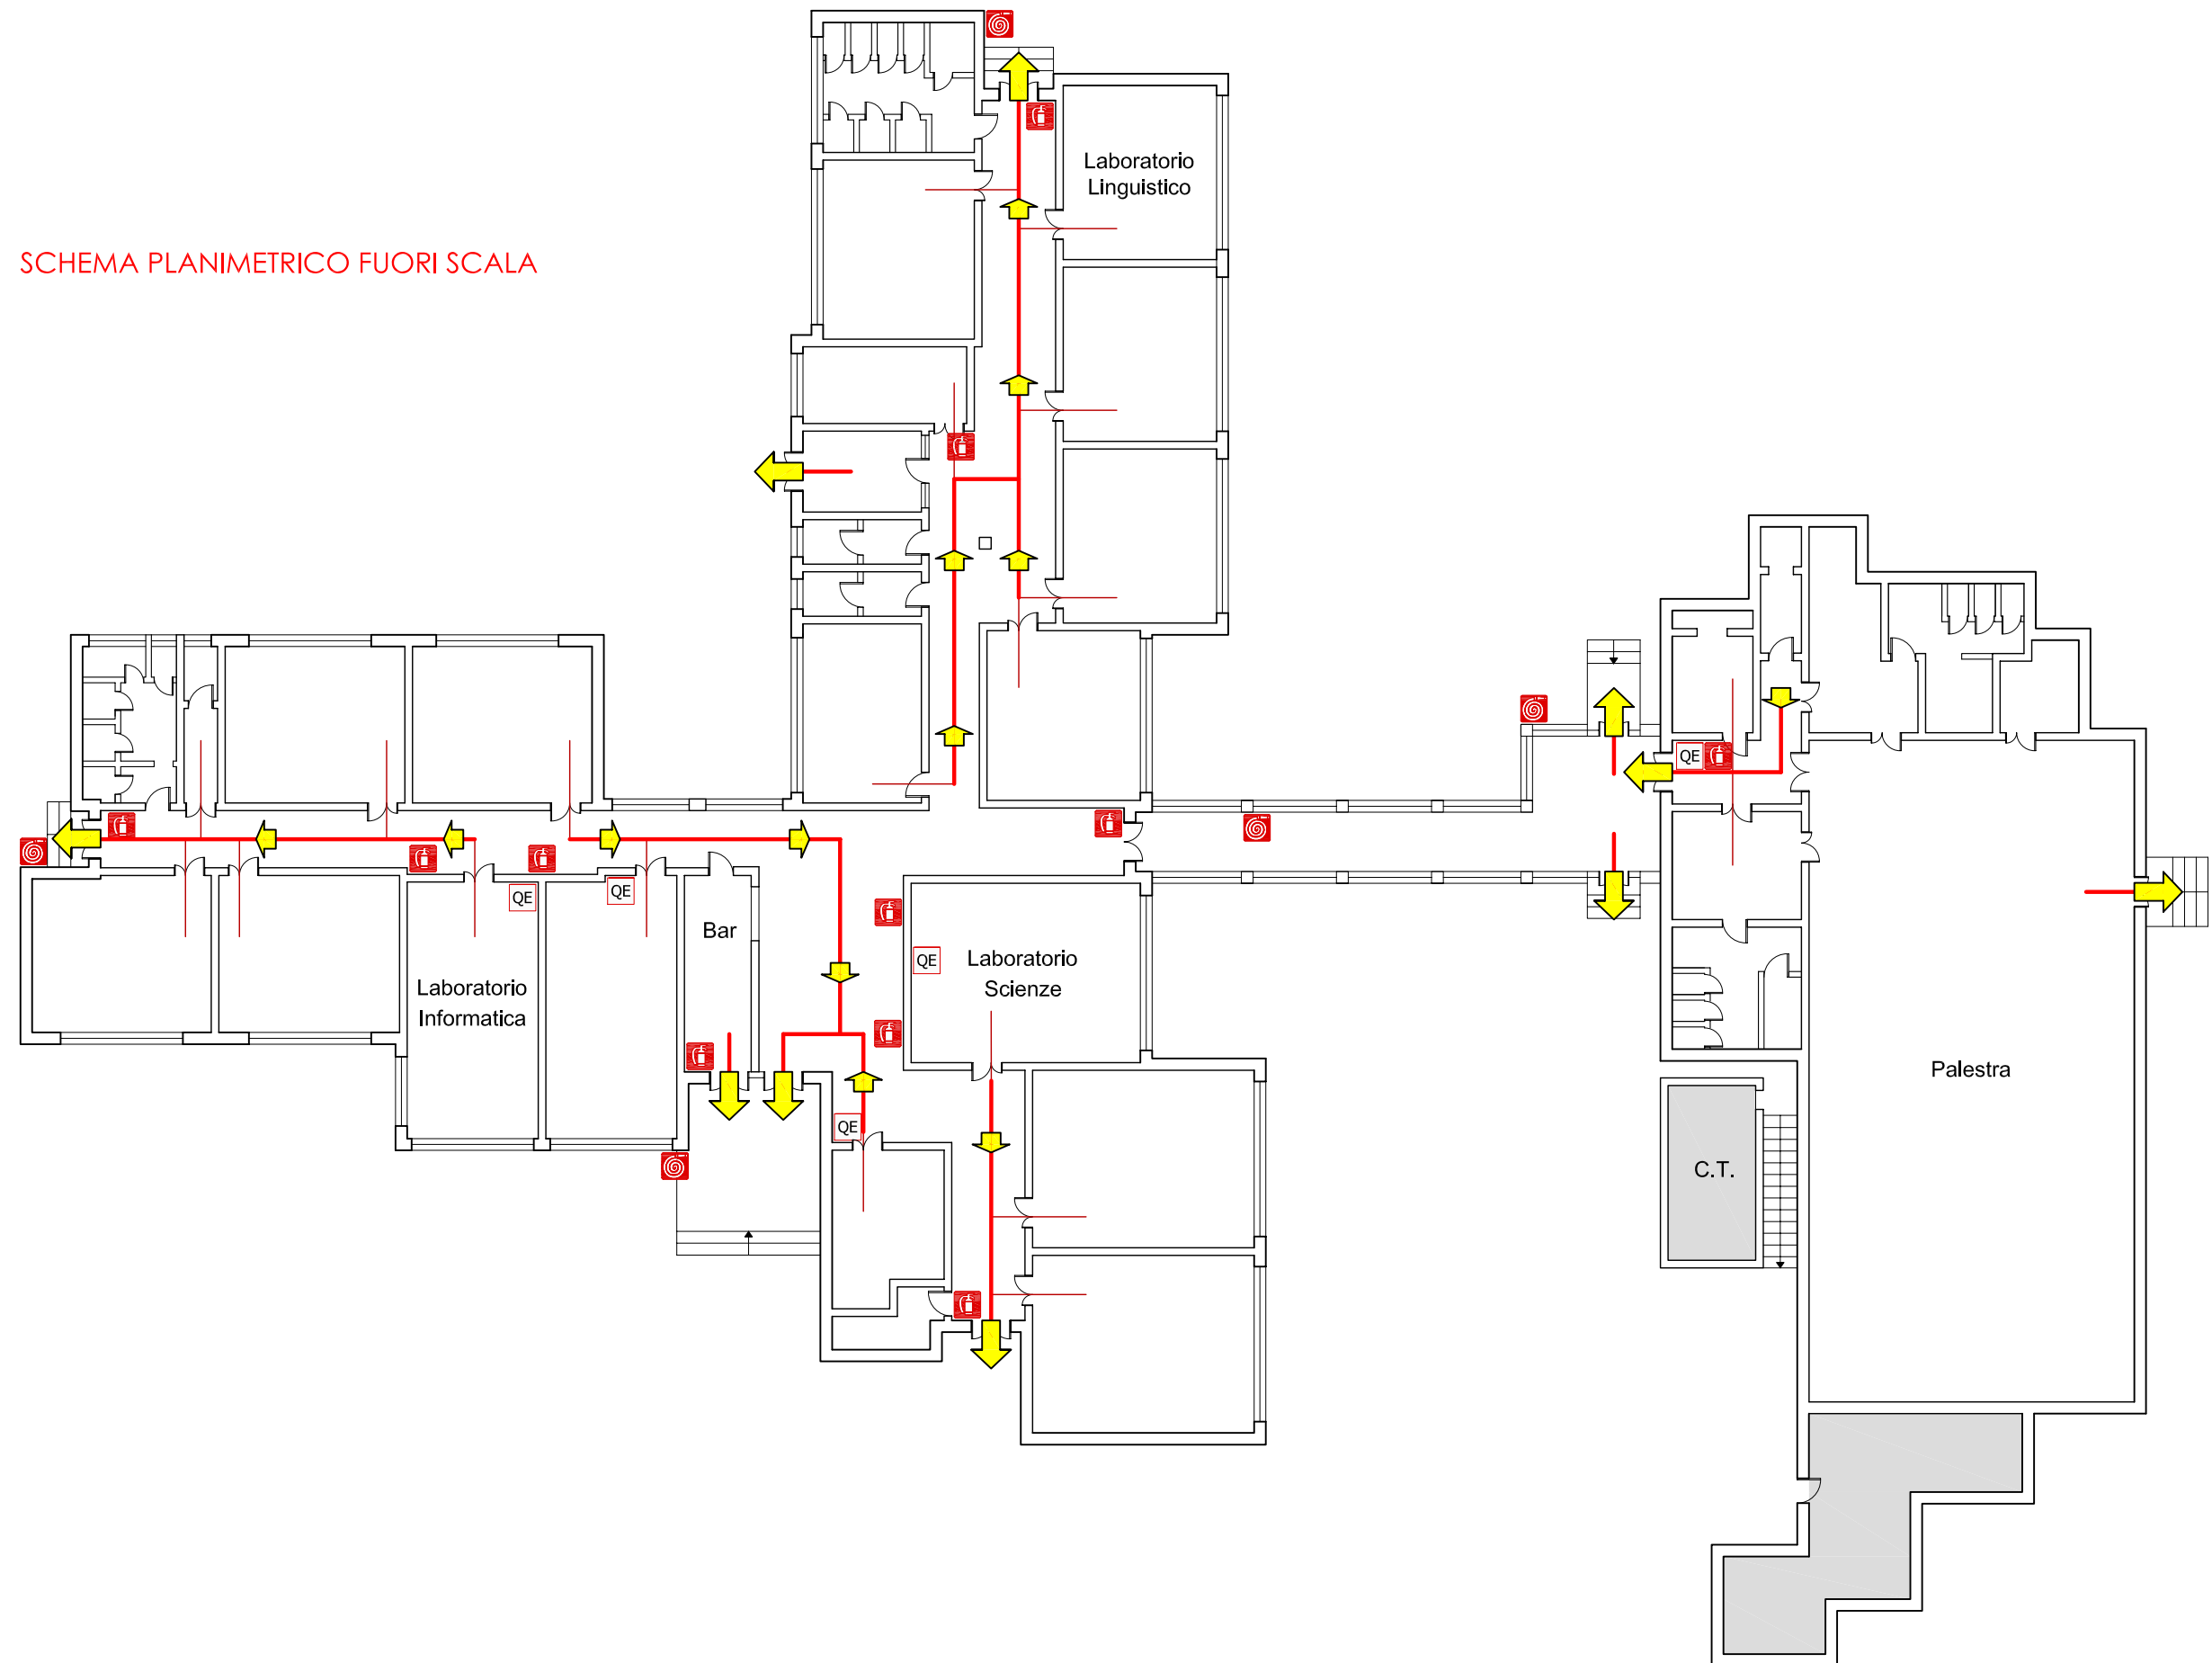 Laboratorio
Linguistico
SCHEMA PLANIMETRICO FUORI SCALA
QE
QE
QE
Bar
Laboratorio
Scienze
QE
Laboratorio
Informatica
Palestra
QE
C.T.